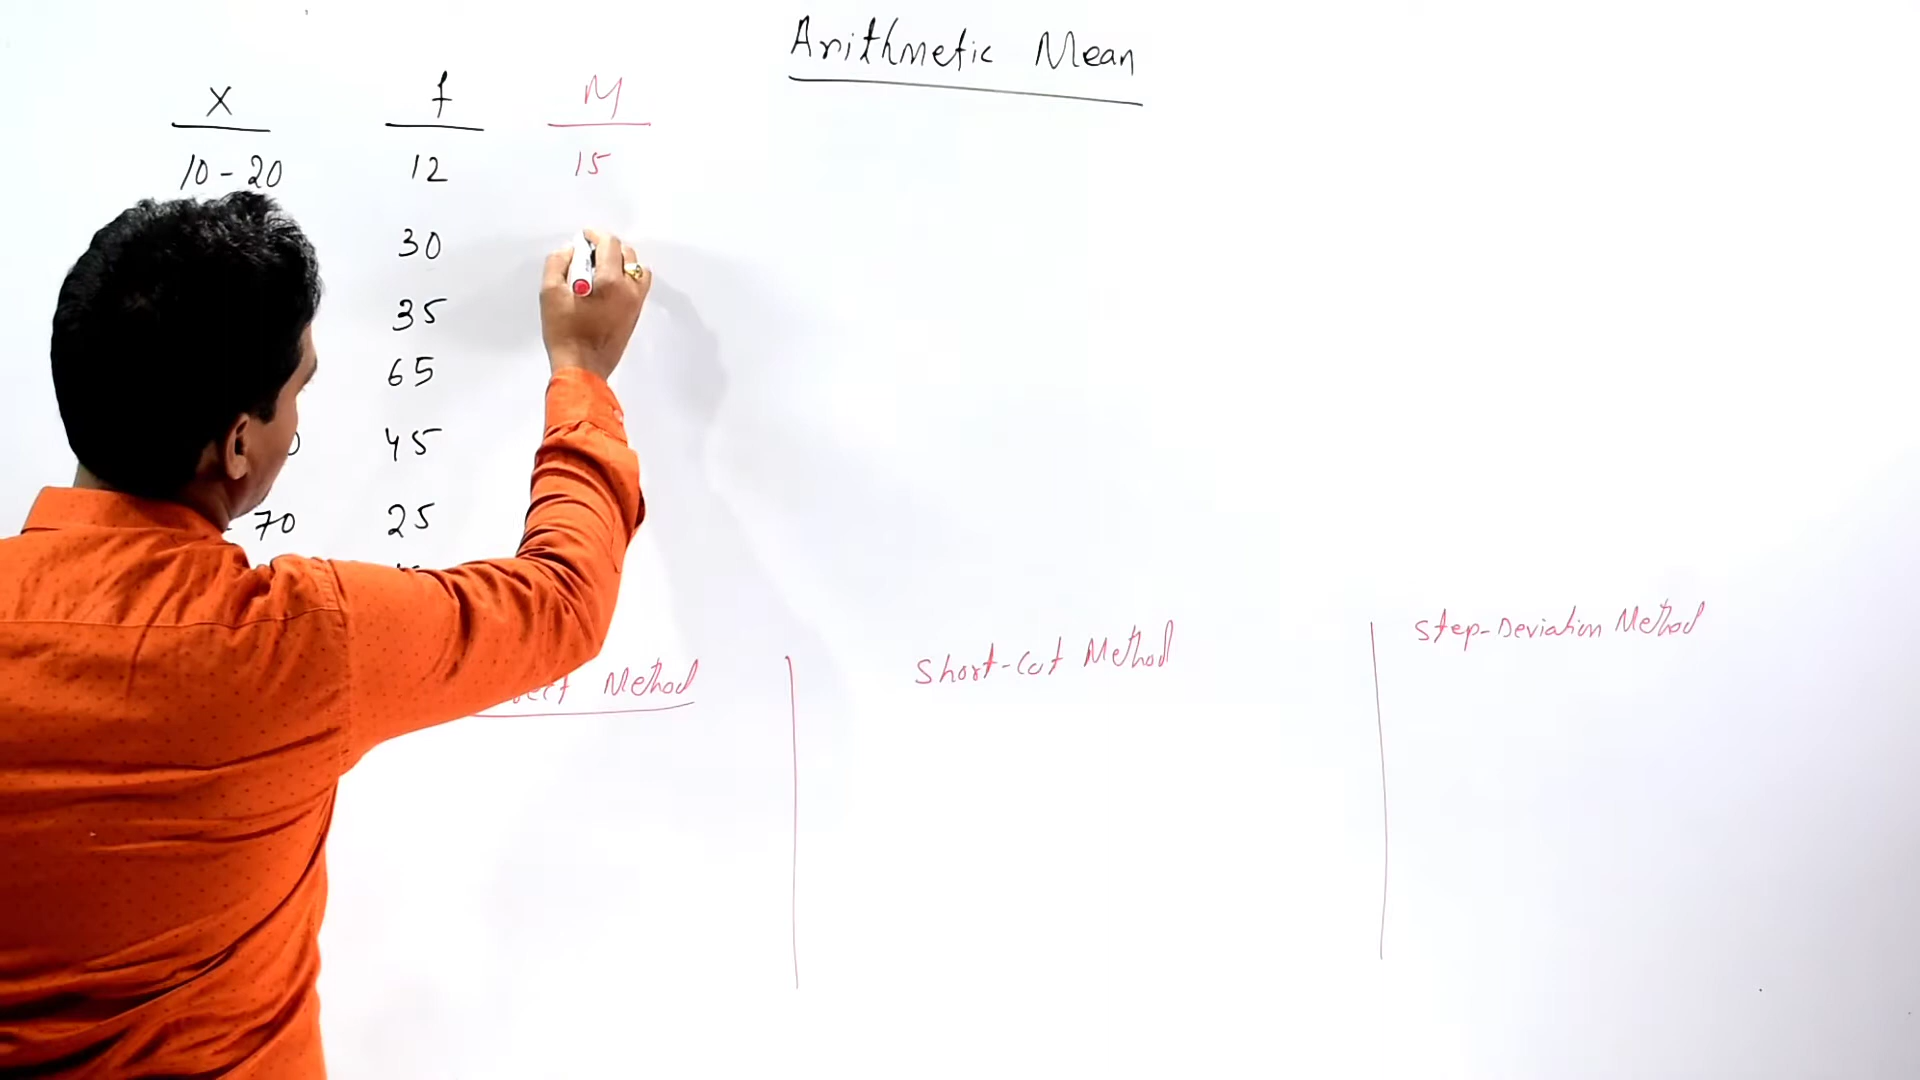 Arithmetic Mean
X f M
10 - 20 12 15
30
35
65
45
- 70 25
Method
Short-cut Method
Step-Deviation Method